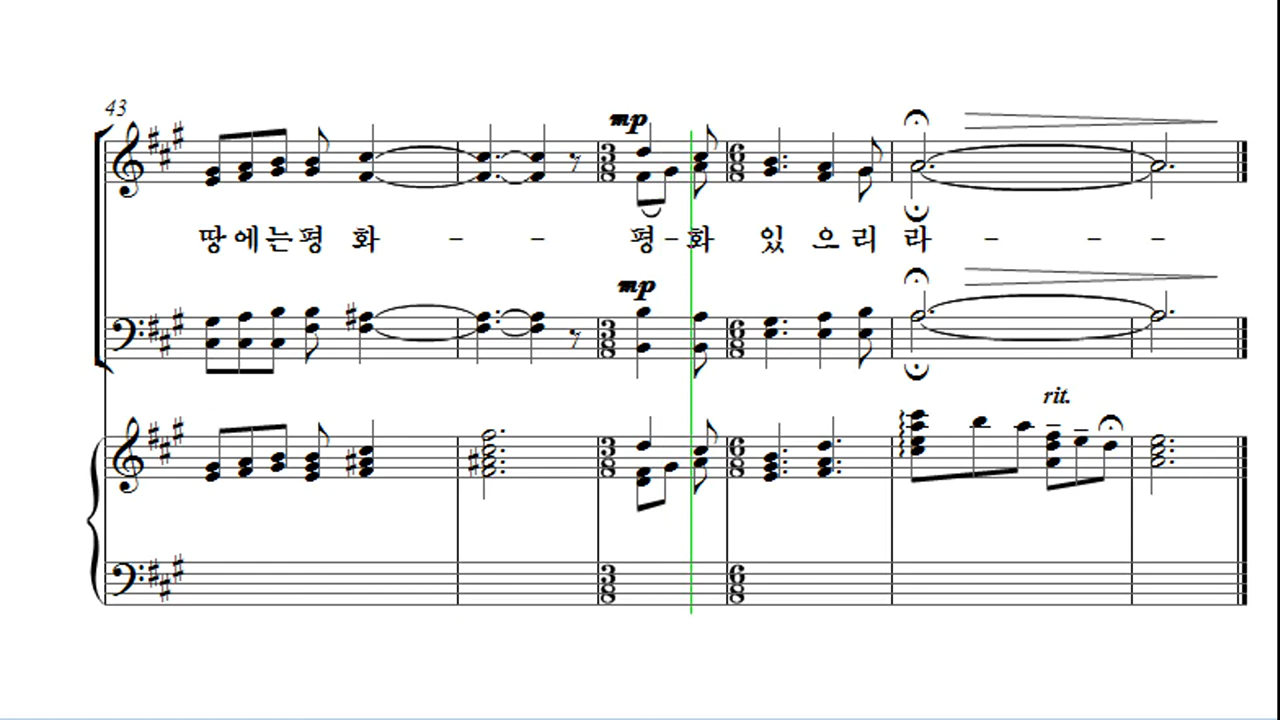 43
mp
땅 에 는 평 화 - - 평 - 화 있 으 리 라 - - -
mp
rit.